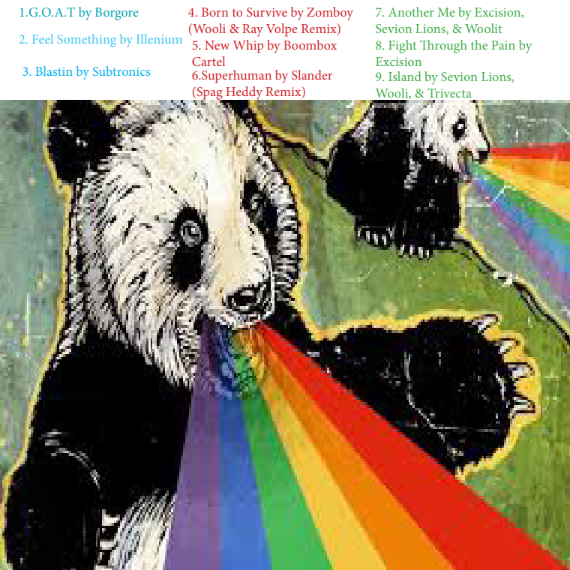 1.G.O.A.T by Borgore
2. Feel Something by Illenium
3. Blastin by Subtronics
4. Born to Survive by Zomboy
(Wooli & Ray Volpe Remix)
5. New Whip by Boombox
Cartel
6.Superhuman by Slander
(Spag Heddy Remix)
7. Another Me by Excision,
Sevion Lions, & Woolit
8. Fight Through the Pain by
Excision
9. Island by Sevion Lions,
Wooli, & Trivecta